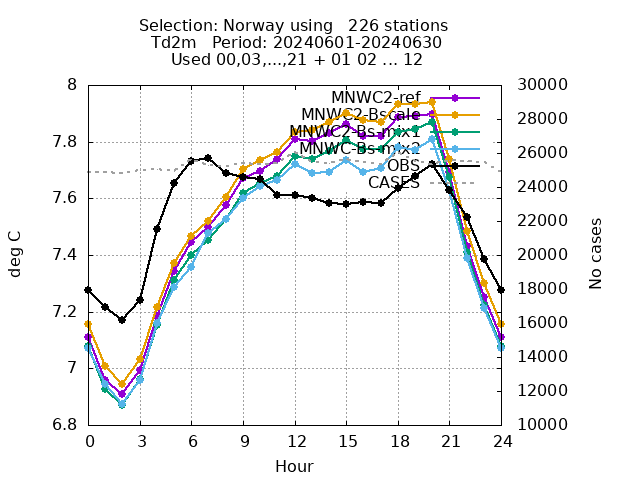 Selection: Norway using   226 stations
Td2m   Period: 20240601-20240630
Used 00,03,...,21 + 01 02 ... 12
8
7.8
7.6
7.4
7.2
7
6.8
30000
28000
26000
24000
22000
20000
18000
16000
14000
12000
10000
0 3 6 9 12 15 18 21 24
Hour
deg C
No cases
MNWC2-ref
MNWC2-Bscale
MNWC2-Bs-mix1
MNWC-Bs-mix2
OBS
CASES